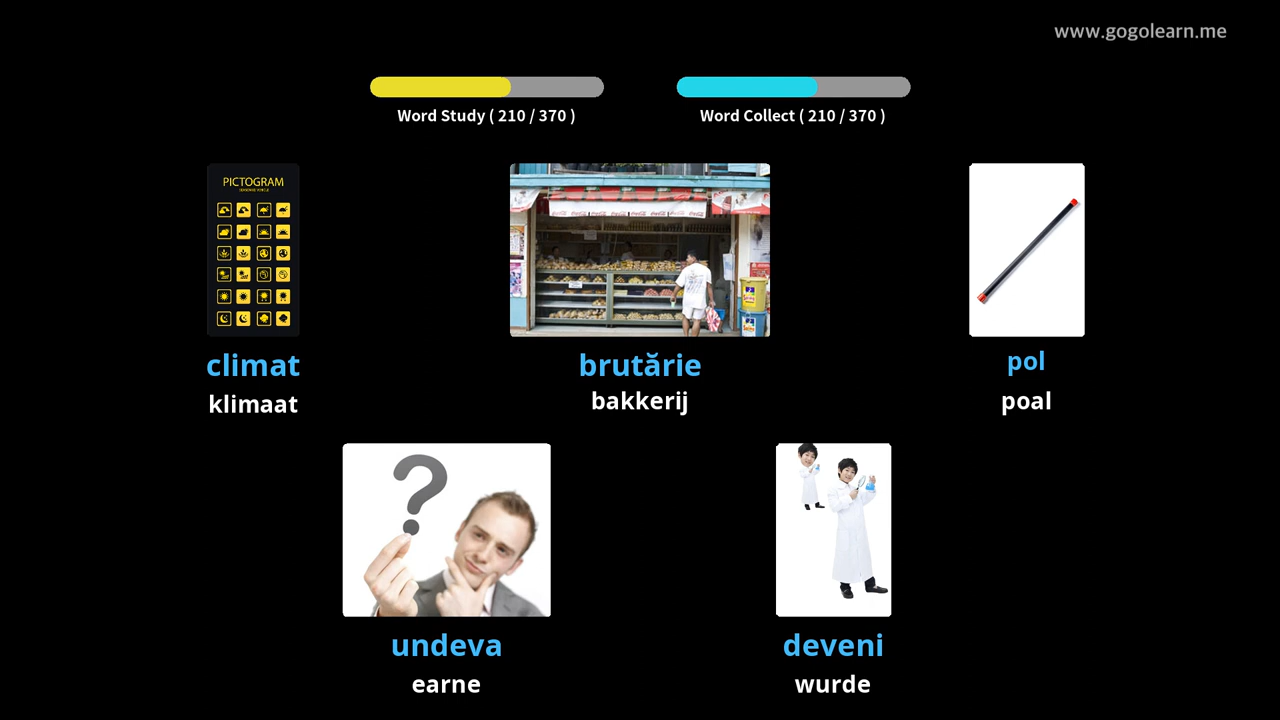 www.gogolearn.me
Word Study ( 210 / 370 )
Word Collect ( 210 / 370 )
PICTOGRAM
climat
klimaat
brutărie
bakkerij
pol
poal
undeva
earne
deveni
wurde